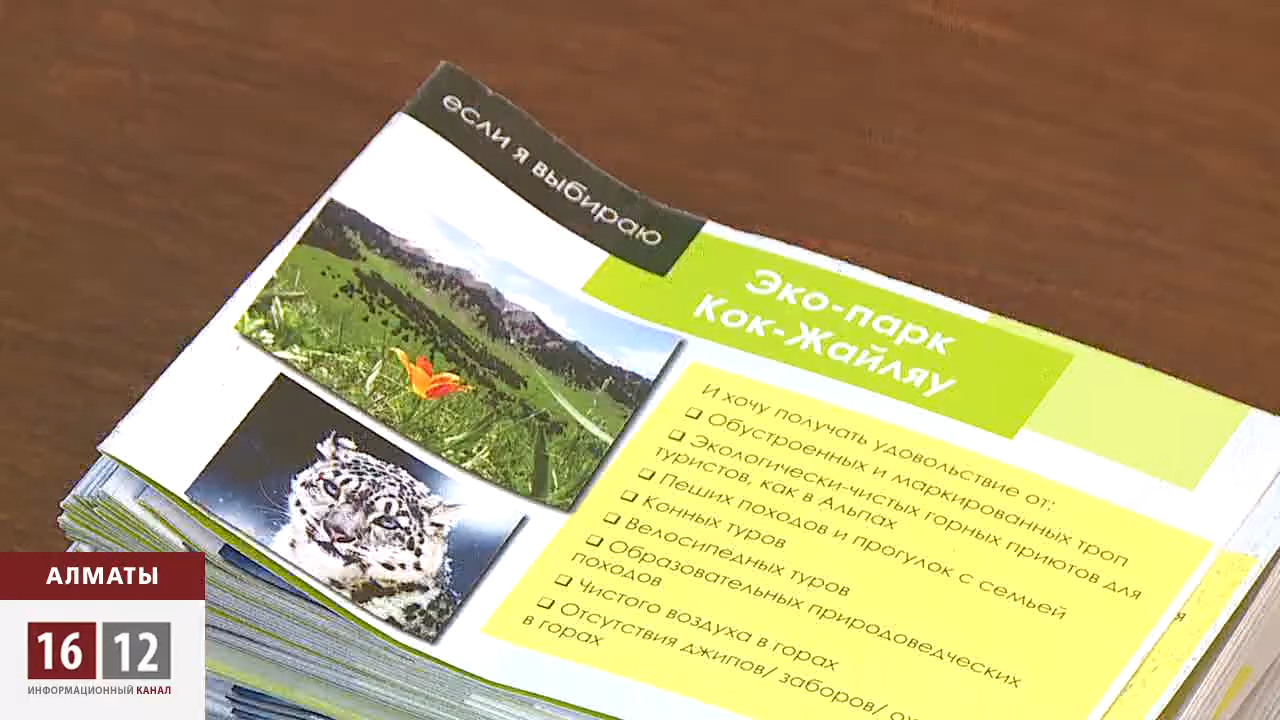 если я выбираю
Эко-парк
Кок-Жайляу
И хочу получать удовольствие от:
Обустроенных и маркированных троп
Экологически-чистых горных приютов для
туристов, как в Альпах
Пеших походов и прогулок с семьей
Конных туров
Велосипедных туров
Образовательных природоведческих
походов
Чистого воздуха в горах
Отсутствия джипов/ заборов/
в горах
АЛМАТЫ
16 12
ИНФОРМАЦИОННЫЙ КАНАЛ